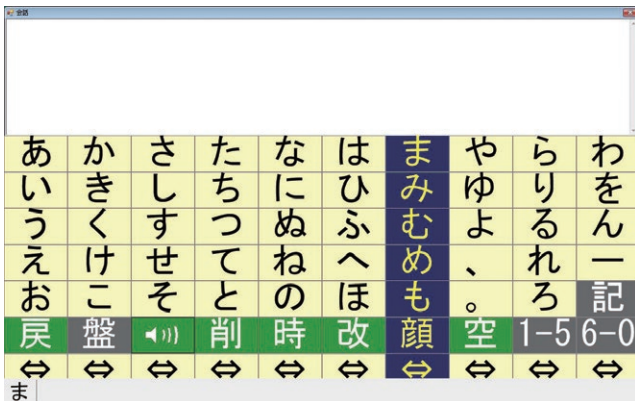 会話
あ か さ た な は ま や ら わ
い き し ち に ひ み ゆ り を
う く す つ ぬ ふ む よ る ん
え け せ て ね へ め 、 れ ー
お こ そ と の ほ も 。 ろ 記
戻 盤 削 時 改 顔 空 1-5 6-0
⇔ ⇔ ⇔ ⇔ ⇔ ⇔ ⇔ ⇔ ⇔ ⇔
ま